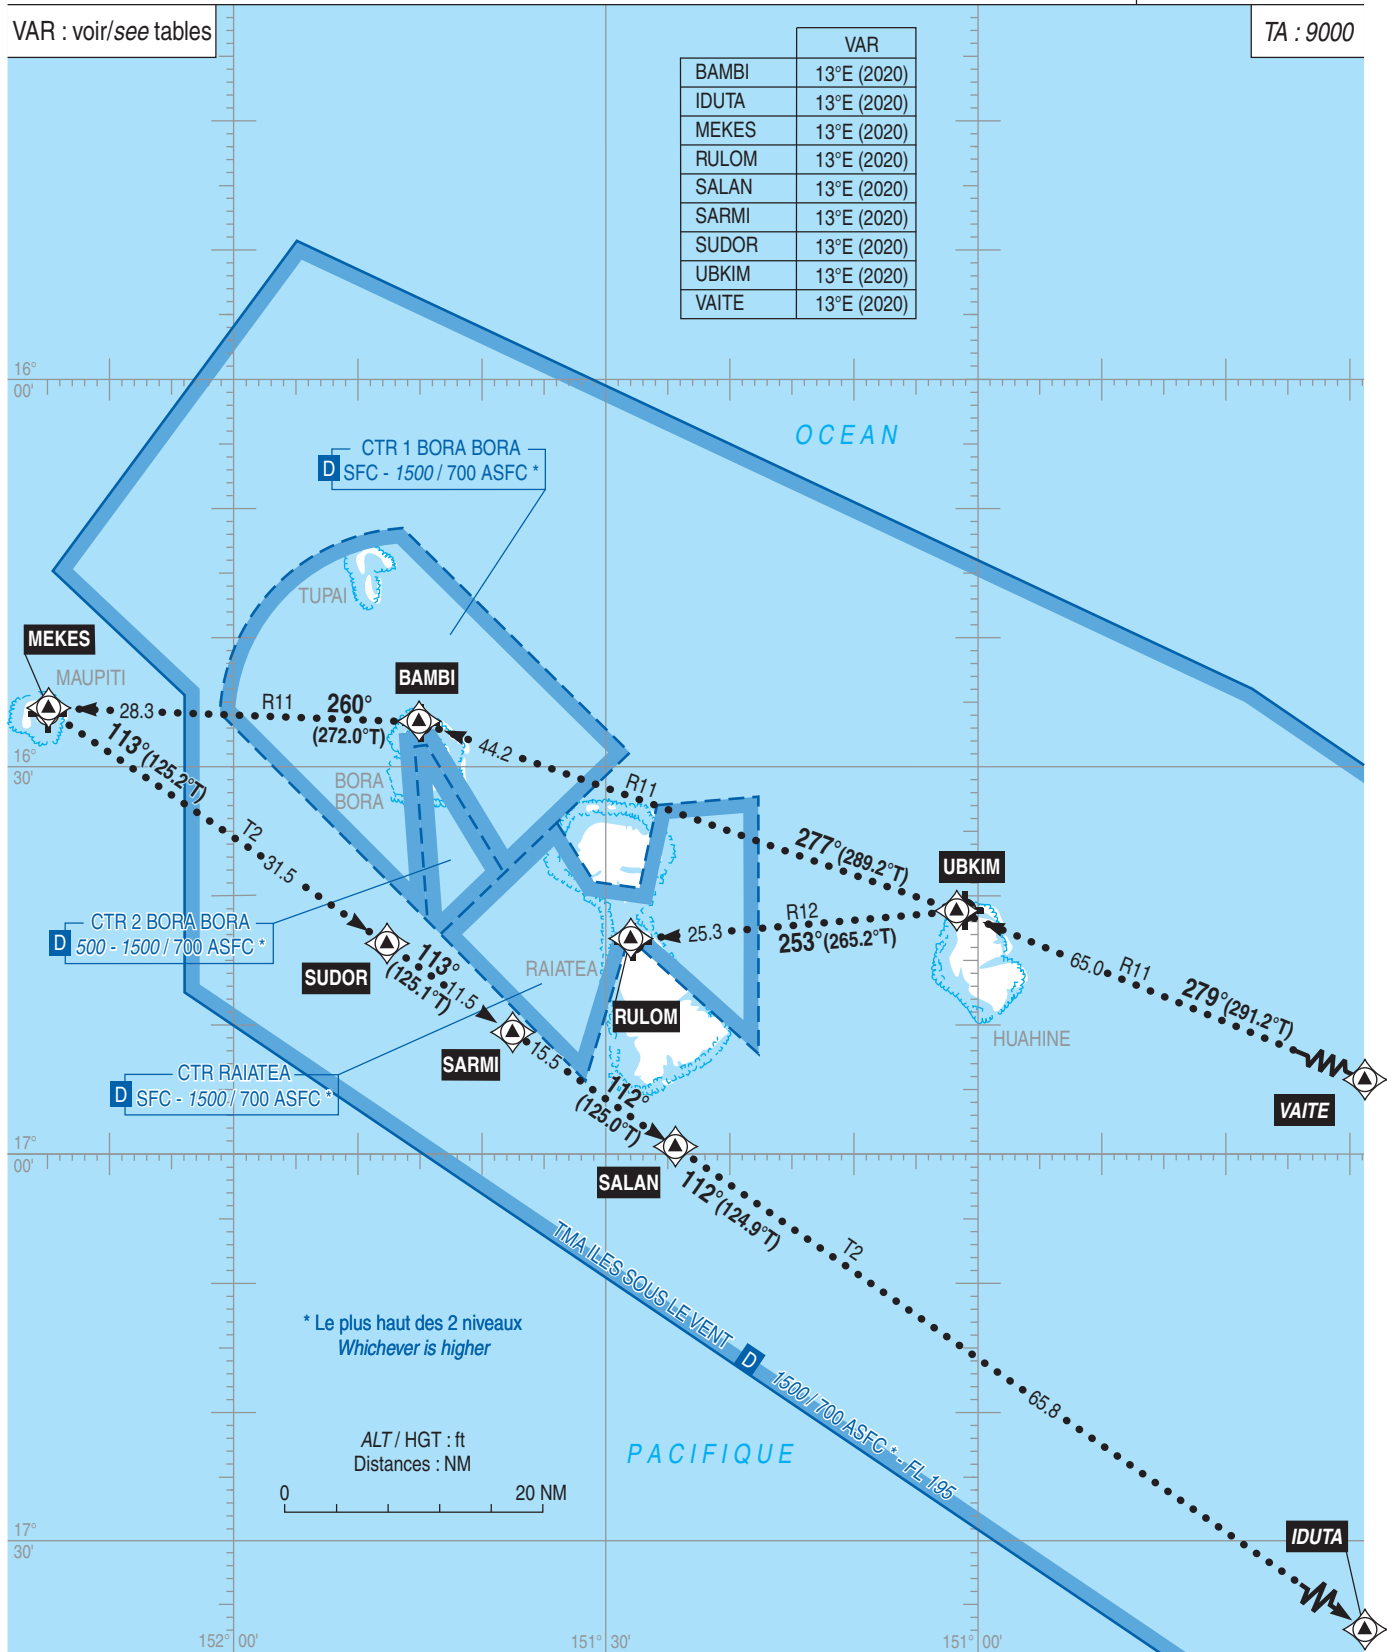 VAR : voir/see tables
TA : 9000
VAR
BAMBI 13°E (2020)
IDUTA 13°E (2020)
MEKES 13°E (2020)
RULOM 13°E (2020)
SALAN 13°E (2020)
SARMI 13°E (2020)
SUDOR 13°E (2020)
UBKIM 13°E (2020)
VAITE 13°E (2020)
16°
00'
OCEAN
CTR 1 BORA BORA
D SFC - 1500 / 700 ASFC *
TUPAI
MEKES
MAUPITI
BAMBI
28.3
R11
260°
(272.0°T)
113°(125.2°T)
44.2
R11
16°
30'
BORA
BORA
T2
31.5
277°(289.2°T)
UBKIM
R12
25.3
253°(265.2°T)
CTR 2 BORA BORA
D 500 - 1500 / 700 ASFC *
SUDOR
113°
(125.1°T)
11.5
RAIATEA
65.0
R11
279°(291.2°T)
RULOM
HUAHINE
SARMI
15.5
CTR RAIATEA
D SFC - 1500 / 700 ASFC *
112°
(125.0°T)
VAITE
17°
00'
SALAN
112°(124.9°T)
T2
TMA ILES SOUS LE VENT D 1500 / 700 ASFC * - FL 195
* Le plus haut des 2 niveaux
Whichever is higher
65.8
ALT / HGT : ft
Distances : NM
PACIFIQUE
0 20 NM
17°
30'
IDUTA
152° 00'
151° 30'
151° 00'